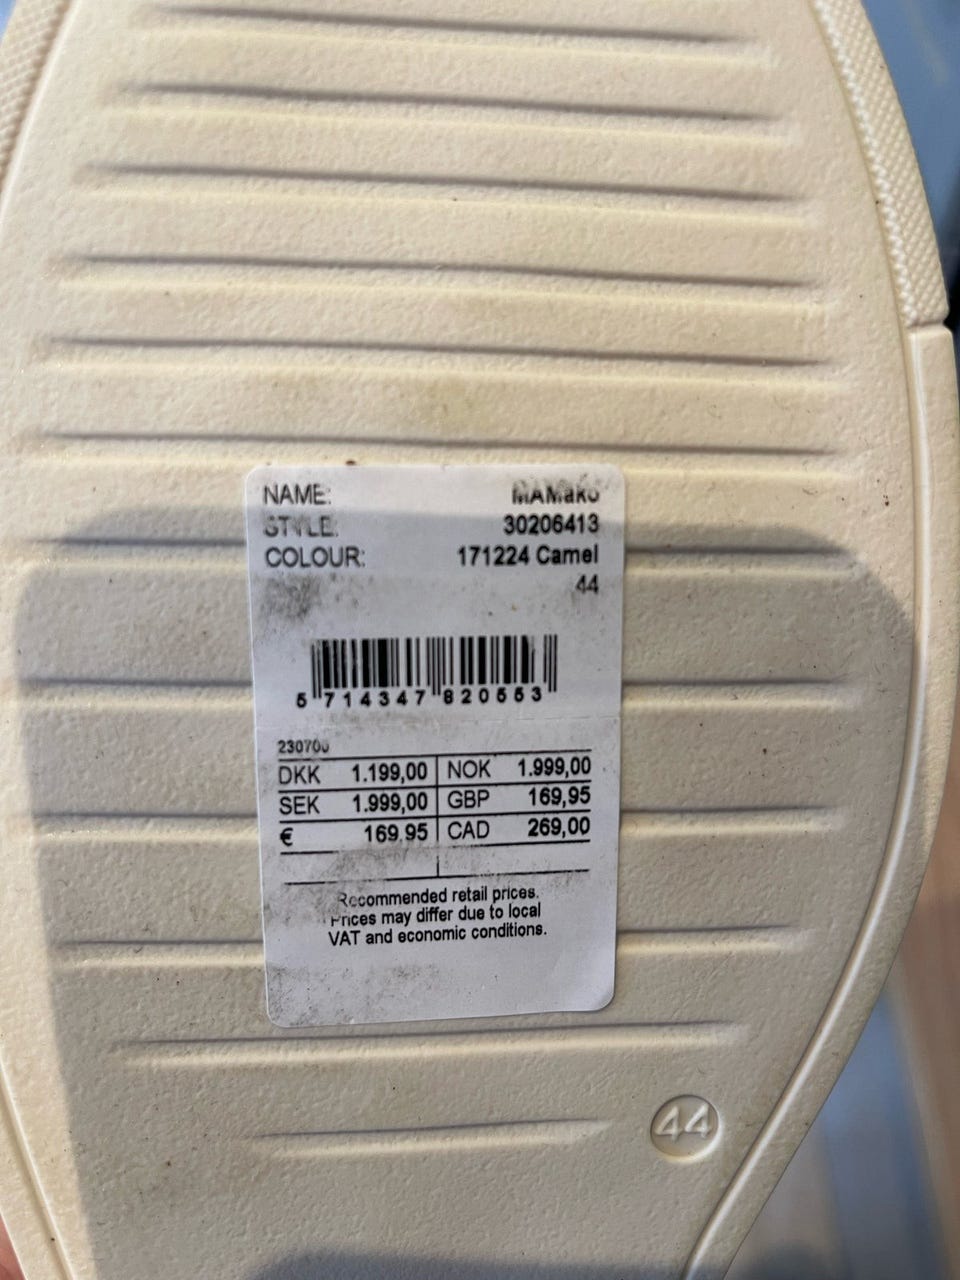 NAME: MAMako
STYLE: 30206413
COLOUR: 171224 Camel
44
5 714347 820553
DKK 1.199,00 NOK 1.999,00
SEK 1.999,00 GBP 169,95
€ 169,95 CAD 269,00
Recommended retail prices.
Prices may differ due to local
VAT and economic conditions.
44